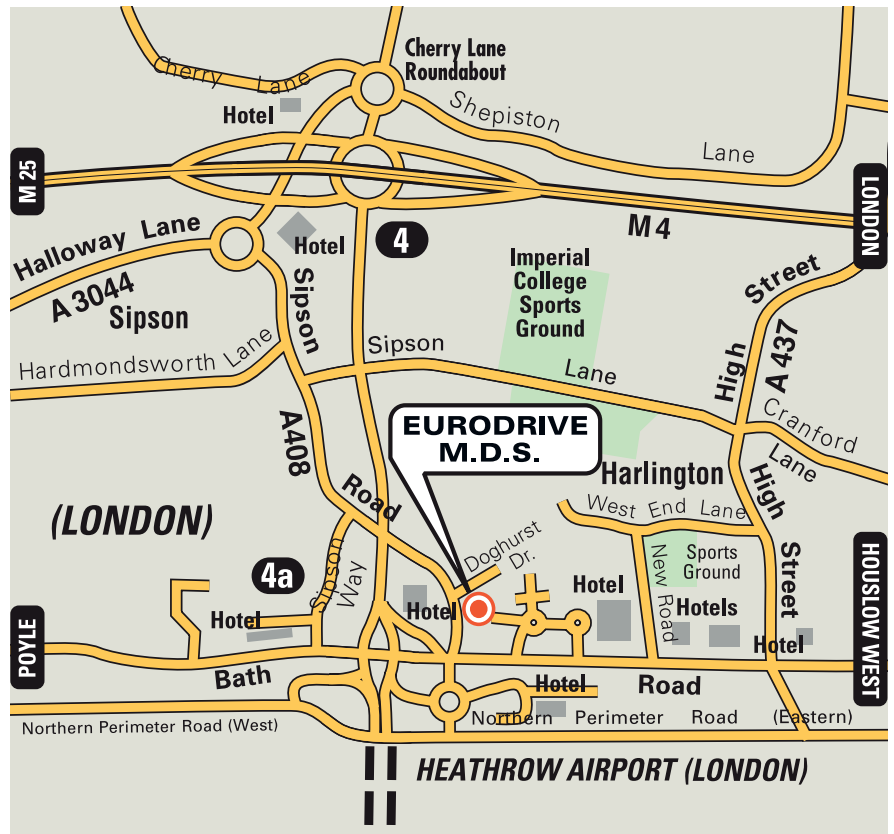 Cherry Lane
Cherry Lane
Roundabout
Hotel
Shepiston
Lane
M 25
LONDON
M 4
Halloway Lane
A 3044
Hotel
4
Sipson
Sipson
Imperial
College
Sports
Ground
High Street
A 437
Hardmondsworth Lane
Sipson
Lane
Cranford
Lane
A408
Road
EURODRIVE
M.D.S.
Harlington
High
Street
West End Lane
(LONDON)
4a
Sipson
Way
Doghurst
Dr.
New Road
Sports
Ground
HOUSLOW WEST
POYLE
Hotel
Hotel
Hotel
Hotels
Hotel
Bath
Road
Hotel
Northern Perimeter Road (West)
Northern Perimeter Road (Eastern)
HEATHROW AIRPORT (LONDON)